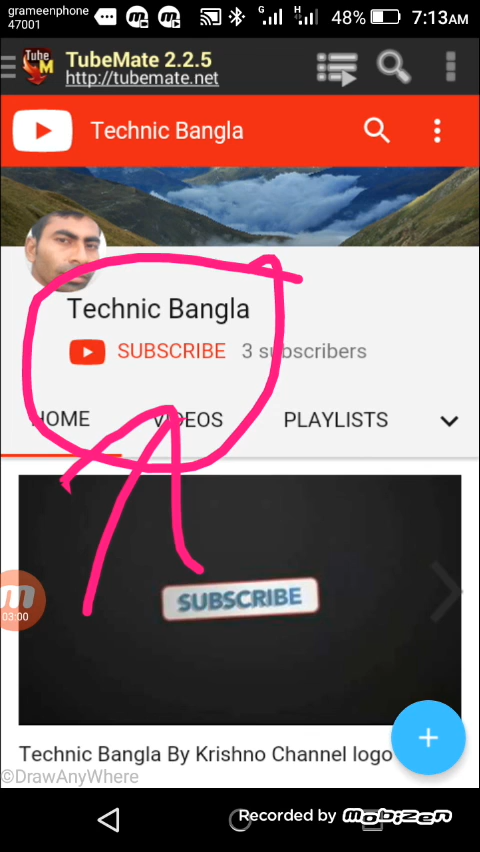 grameenphone
47001
G
H
48%
7:13AM
Tube
M
TubeMate 2.2.5
http://tubemate.net
Technic Bangla
Technic Bangla
SUBSCRIBE 3 subscribers
HOME VIDEOS PLAYLISTS
SUBSCRIBE
03:00
Technic Bangla By Krishno Channel logo
©DrawAnyWhere
Recorded by Mobizen